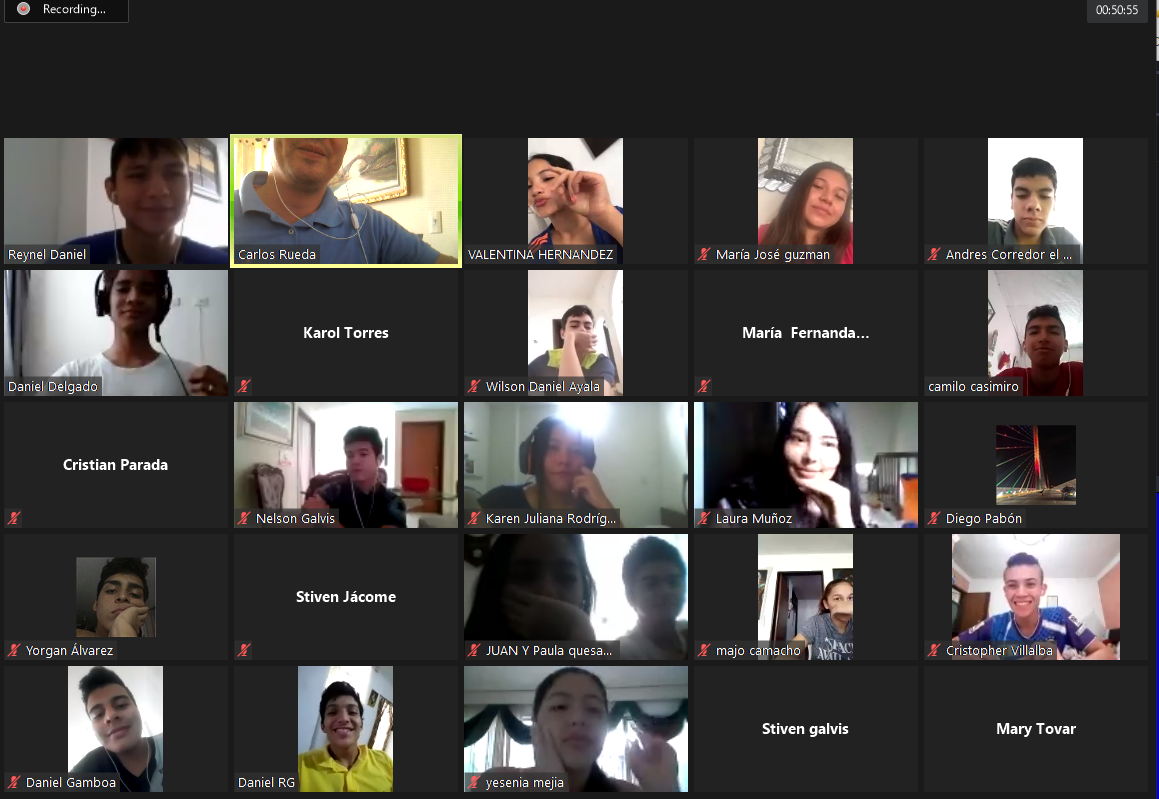 Recording...
00:50:55
Reynel Daniel
Carlos Rueda
VALENTINA HERNANDEZ
María José guzman
Andres Corredor el ...
Daniel Delgado
Karol Torres
Wilson Daniel Ayala
María Fernanda...
camilo casimiro
Cristian Parada
Nelson Galvis
Karen Juliana Rodríg...
Laura Muñoz
Diego Pabón
Yorgan Álvarez
Stiven Jácome
JUAN Y Paula quesa...
majo camacho
Cristopher Villalba
Daniel Gamboa
Daniel RG
yesenia mejia
Stiven galvis
Mary Tovar